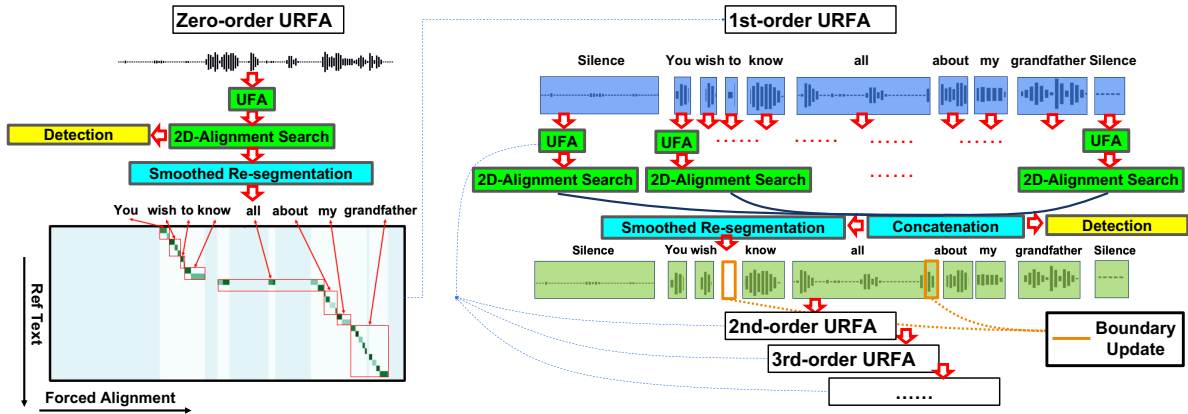 Zero-order URFA
UFA
Detection
2D-Alignment Search
Smoothed Re-segmentation
You wish to know all about my grandfather
Ref Text
Forced Alignment
1st-order URFA
Silence You wish to know all about my grandfather Silence
UFA UFA ...... ...... ...... UFA
2D-Alignment Search 2D-Alignment Search ...... 2D-Alignment Search
Smoothed Re-segmentation Concatenation Detection
Silence You wish know all about my grandfather Silence
2nd-order URFA
3rd-order URFA
......
Boundary
Update